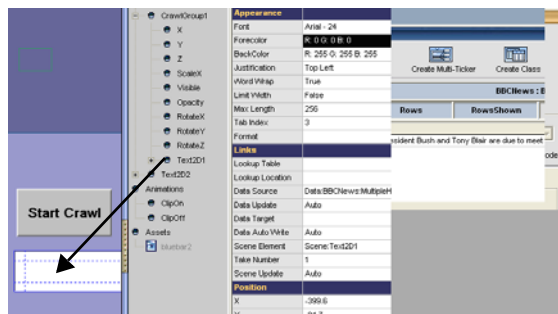 Start Crawl
CrawlGroup1
X
Y
Z
ScaleX
Visible
Opacity
RotateX
RotateY
RotateZ
Text2D1
Text2D2
Animations
ClipOn
ClipOff
Assets
bluebar2
Appearance
Font Arial - 24
Forecolor R: 0 G: 0 B: 0
BackColor R: 255 G: 255 B: 255
Justification Top Left
Word Wrap True
Limit Width False
Max Length 256
Tab Index 3
Format
Links
Lookup Table
Lookup Location
Data Source Data:BBCNews:MultipleH
Data Update Auto
Data Target
Data Auto Write Auto
Scene Element Scene:Text2D1
Take Number 1
Scene Update Auto
Position
X -399.6
Create Multi-Ticker Create Class
BBCNews : B
Rows RowsShown
sident Bush and Tony Blair are due to meet
ode